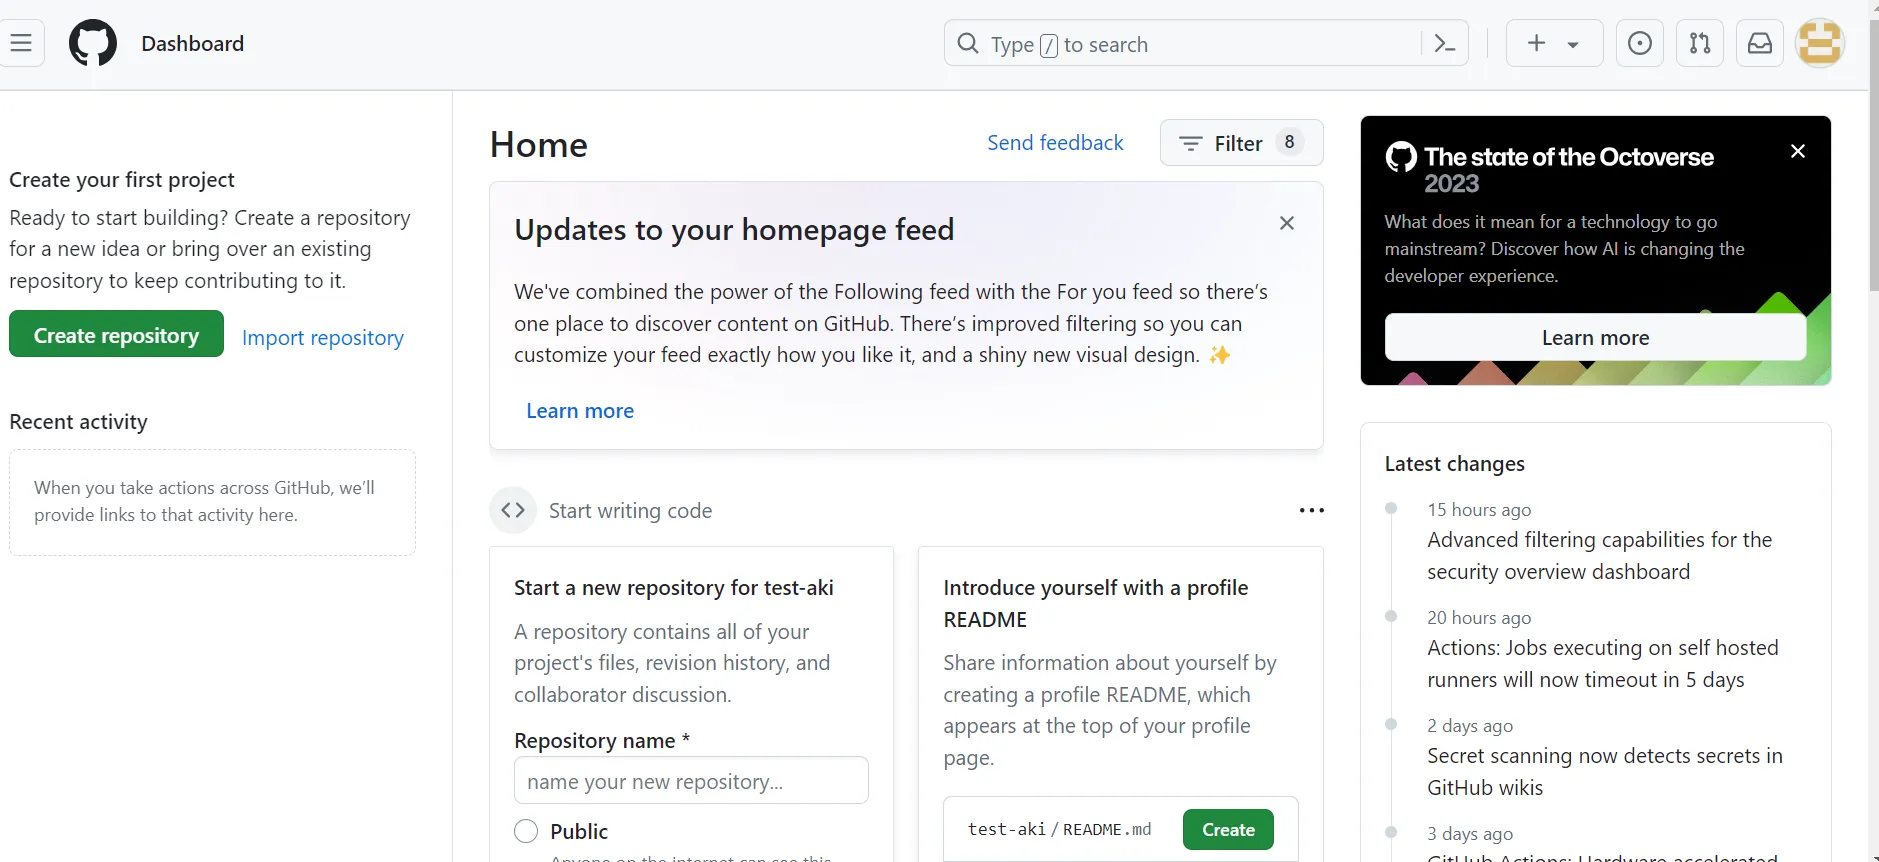 Dashboard
Type / to search
Create your first project
Ready to start building? Create a repository
for a new idea or bring over an existing
repository to keep contributing to it.
Create repository
Import repository
Recent activity
When you take actions across GitHub, we’ll
provide links to that activity here.
Home
Send feedback
Filter 8
Updates to your homepage feed
We've combined the power of the Following feed with the For you feed so there’s
one place to discover content on GitHub. There’s improved filtering so you can
customize your feed exactly how you like it, and a shiny new visual design. ✨
Learn more
Start writing code
Start a new repository for test-aki
A repository contains all of your
project's files, revision history, and
collaborator discussion.
Repository name *
name your new repository...
Public
Anyone on the internet can see this
Introduce yourself with a profile
README
Share information about yourself by
creating a profile README, which
appears at the top of your profile
page.
test-aki / README.md
Create
The state of the Octoverse
2023
What does it mean for a technology to go
mainstream? Discover how AI is changing the
developer experience.
Learn more
Latest changes
15 hours ago
Advanced filtering capabilities for the
security overview dashboard
20 hours ago
Actions: Jobs executing on self hosted
runners will now timeout in 5 days
2 days ago
Secret scanning now detects secrets in
GitHub wikis
3 days ago
GitHub Actions: Hardware accelerated